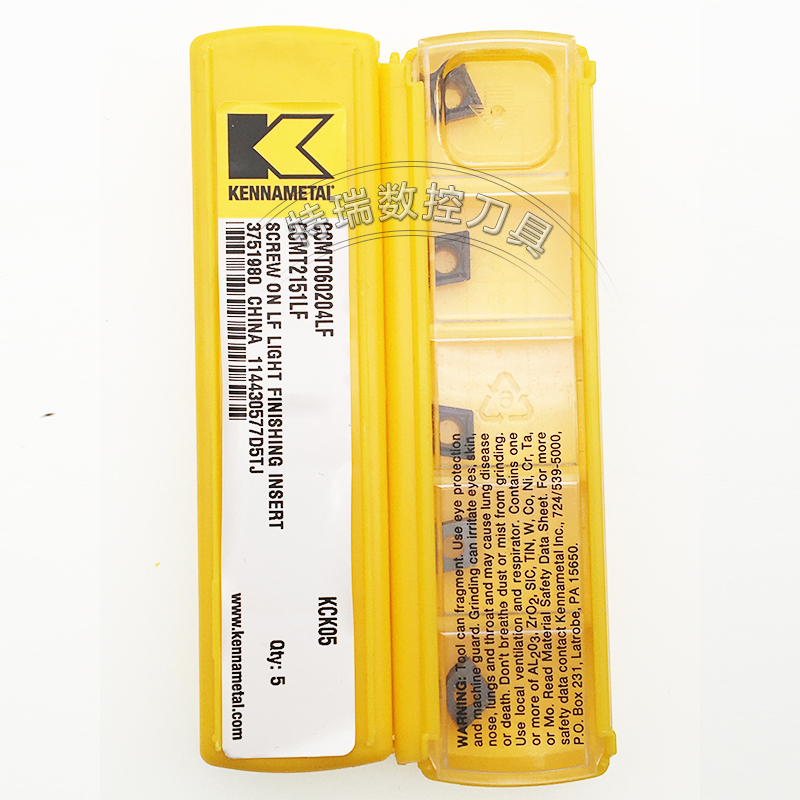 KENNAMETAL
特瑞数控刀具
CCMT060204LF
CCMT2151LF
KCK05
SCREW ON LF LIGHT FINISHING INSERT
Qty: 5
3751980 CHINA 114430577D5TJ
www.kennametal.com
WARNING: Tool can fragment. Use eye protection
and machine guard. Grinding can irritate eyes, skin,
nose, lungs and throat and may cause lung disease
or death. Don't breathe dust or mist from grinding.
Use local ventilation and respirator. Contains one
or more of AL2O3, ZrO2, SIC, TIN, W, Co, Ni, Cr, Ta,
or Mo. Read Material Safety Data Sheet. For more
safety data contact Kennametal Inc., 724/539-5000,
P.O. Box 231, Latrobe, PA 15650.